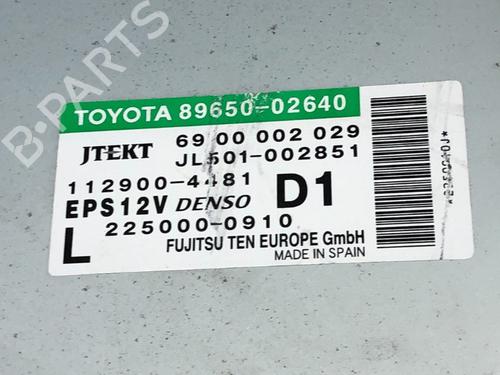 B-PARTS
TOYOTA 89650-02640
JTEKT 69 00 002 029
JL501-002851
112900-4481
EPS12V DENSO D1
L 225000-0910
FUJITSU TEN EUROPE GmbH
MADE IN SPAIN